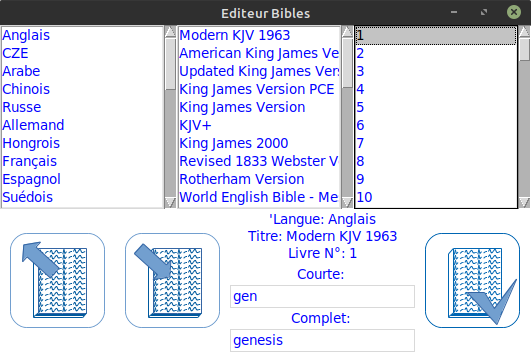 Editeur Bibles
Anglais
CZE
Arabe
Chinois
Russe
Allemand
Hongrois
Français
Espagnol
Suédois
Modern KJV 1963
American King James Ve
Updated King James Vers
King James Version PCE
King James Version
KJV+
King James 2000
Revised 1833 Webster V
Rotherham Version
World English Bible - Me
1
2
3
4
5
6
7
8
9
10
'Langue: Anglais
Titre: Modern KJV 1963
Livre N°: 1
Courte:
gen
Complet:
genesis